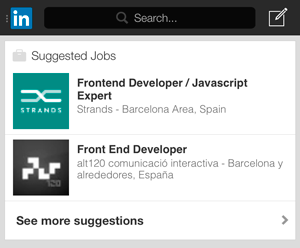 in
Search...
Suggested Jobs
Frontend Developer / Javascript
Expert
STRANDS
Strands - Barcelona Area, Spain
Front End Developer
alt120 comunicació interactiva - Barcelona y
alrededores, España
See more suggestions